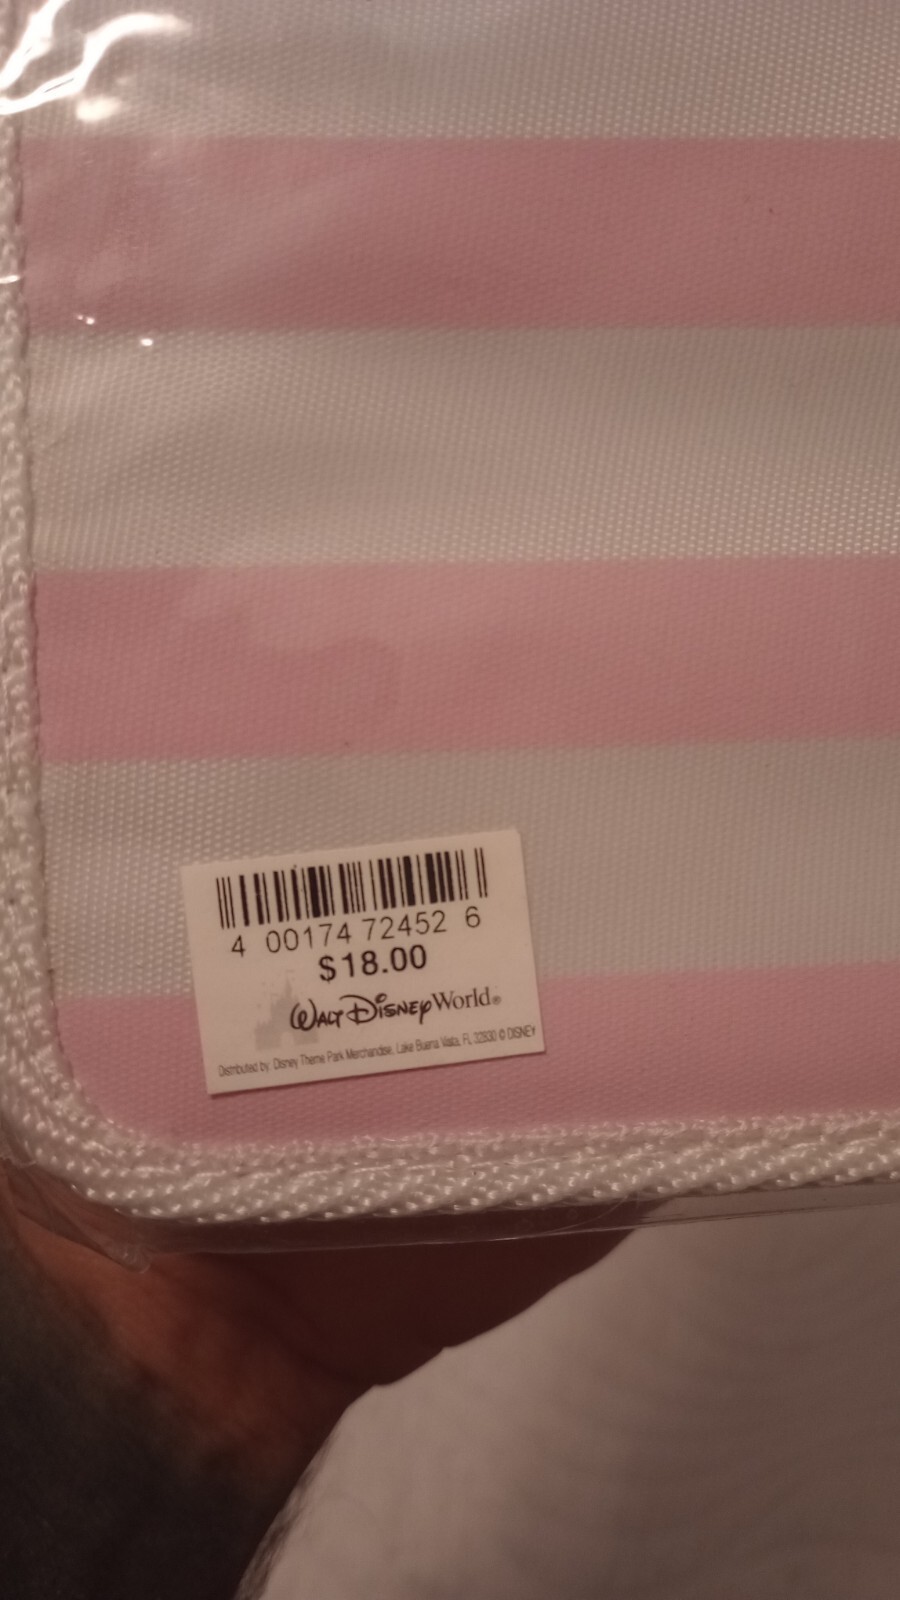 4 00174 72452 6
$18.00
WALT DISNEY World®
Distributed by: Disney Theme Park Merchandise, Lake Buena Vista, FL 32830 © DISNEY